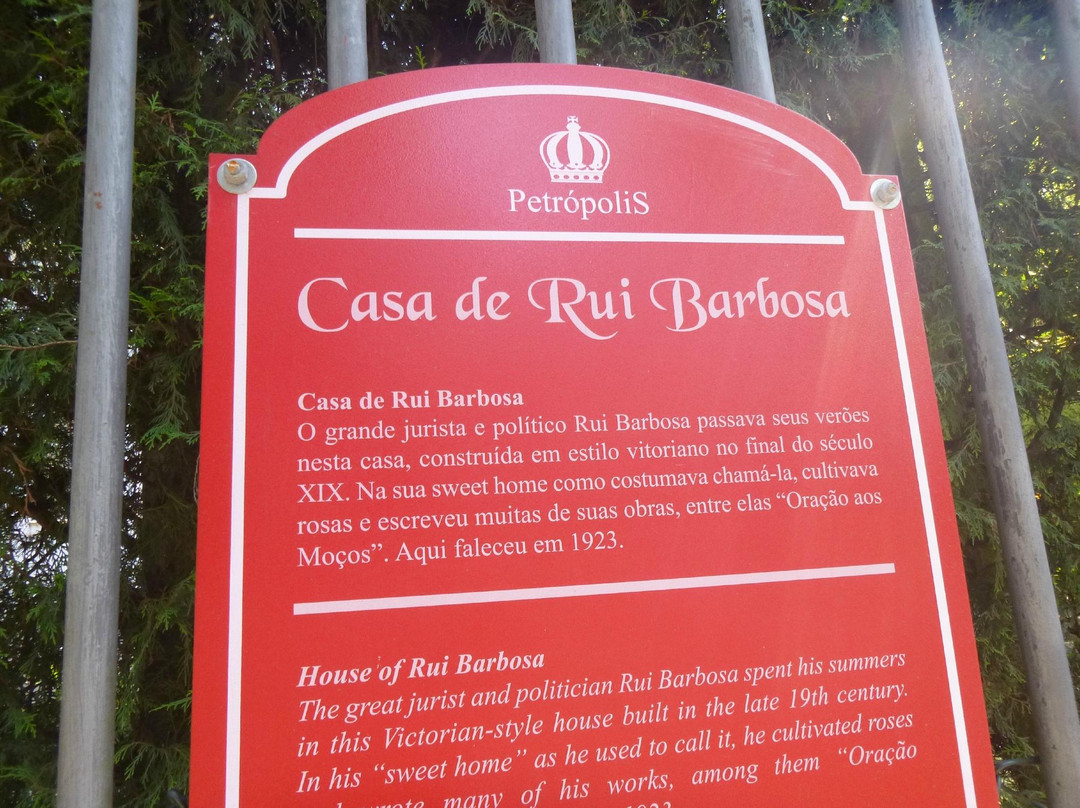 PetrópoliS
Casa de Rui Barbosa
Casa de Rui Barbosa
O grande jurista e político Rui Barbosa passava seus verões
nesta casa, construída em estilo vitoriano no final do século
XIX. Na sua sweet home como costumava chamá-la, cultivava
rosas e escreveu muitas de suas obras, entre elas “Oração aos
Moços”. Aqui faleceu em 1923.
House of Rui Barbosa
The great jurist and politician Rui Barbosa spent his summers
in this Victorian-style house built in the late 19th century.
In his “sweet home” as he used to call it, he cultivated roses
wrote many of his works, among them “Oração
1923